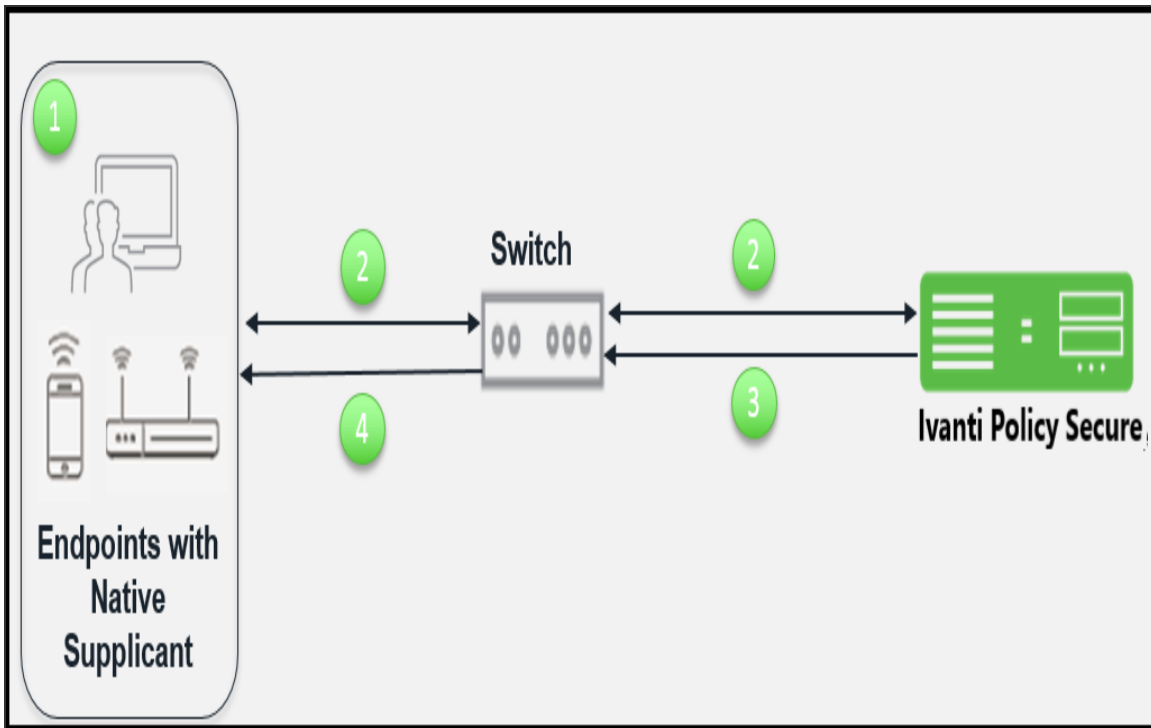 1
2
Switch
2
4
3
Ivanti Policy Secure
Endpoints with
Native
Supplicant